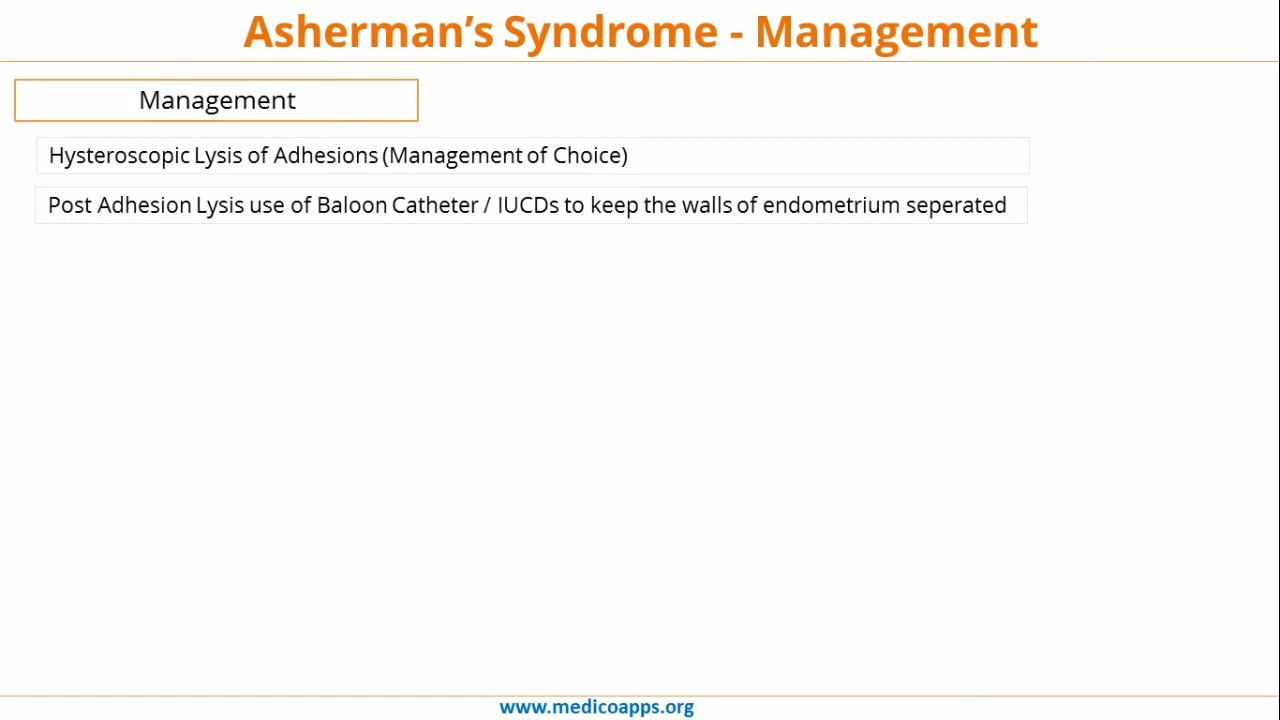 Asherman’s Syndrome - Management
Management
Hysteroscopic Lysis of Adhesions (Management of Choice)
Post Adhesion Lysis use of Baloon Catheter / IUCDs to keep the walls of endometrium seperated
www.medicoapps.org